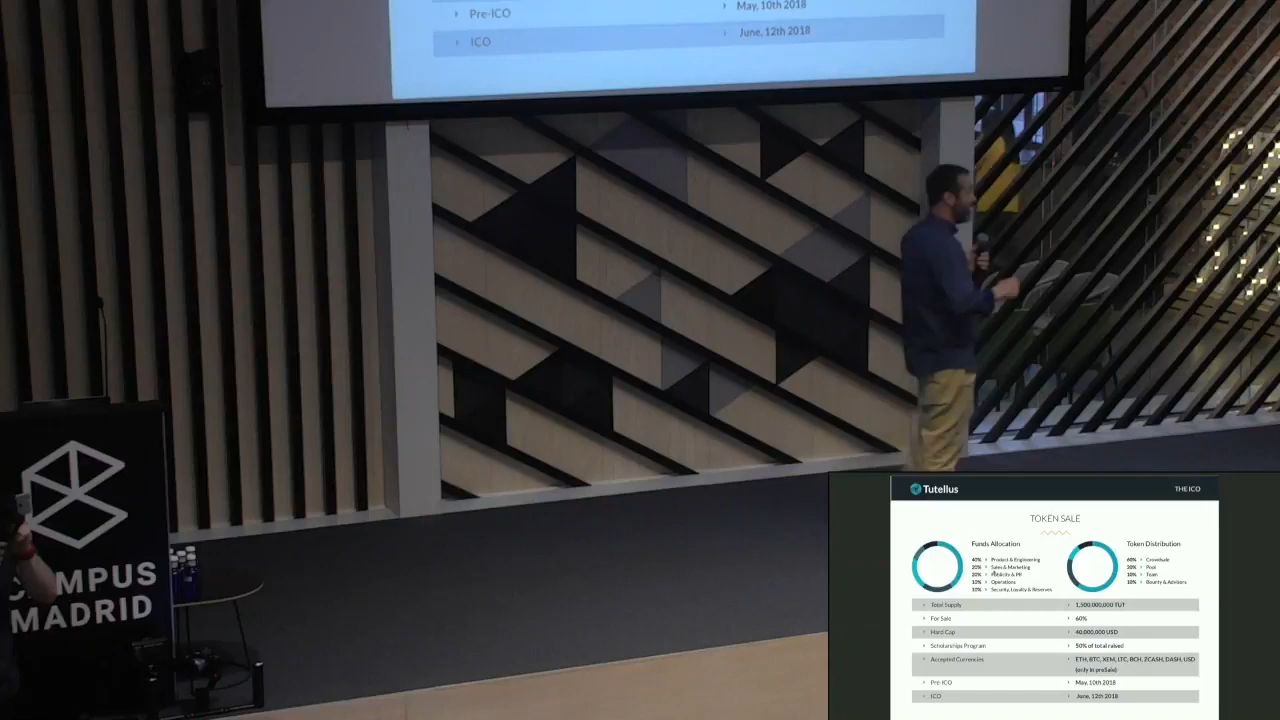 Pre-ICO May, 10th 2018
ICO June, 12th 2018
CAMPUS
MADRID
Tutellus THE ICO
TOKEN SALE
Funds Allocation
40% Product & Engineering
20% Sales & Marketing
20% Publicity & PR
10% Operations
10% Security, Loyalty & Reserves
Token Distribution
60% Crowdsale
30% Pool
10% Team
10% Bounty & Advisors
Total Supply 1,500,000,000 TUT
For Sale 60%
Hard Cap 40,000,000 USD
Scholarships Program 50% of total raised
Accepted Currencies ETH, BTC, XEM, LTC, BCH, ZCASH, DASH, USD
(only in preSale)
Pre-ICO May, 10th 2018
ICO June, 12th 2018